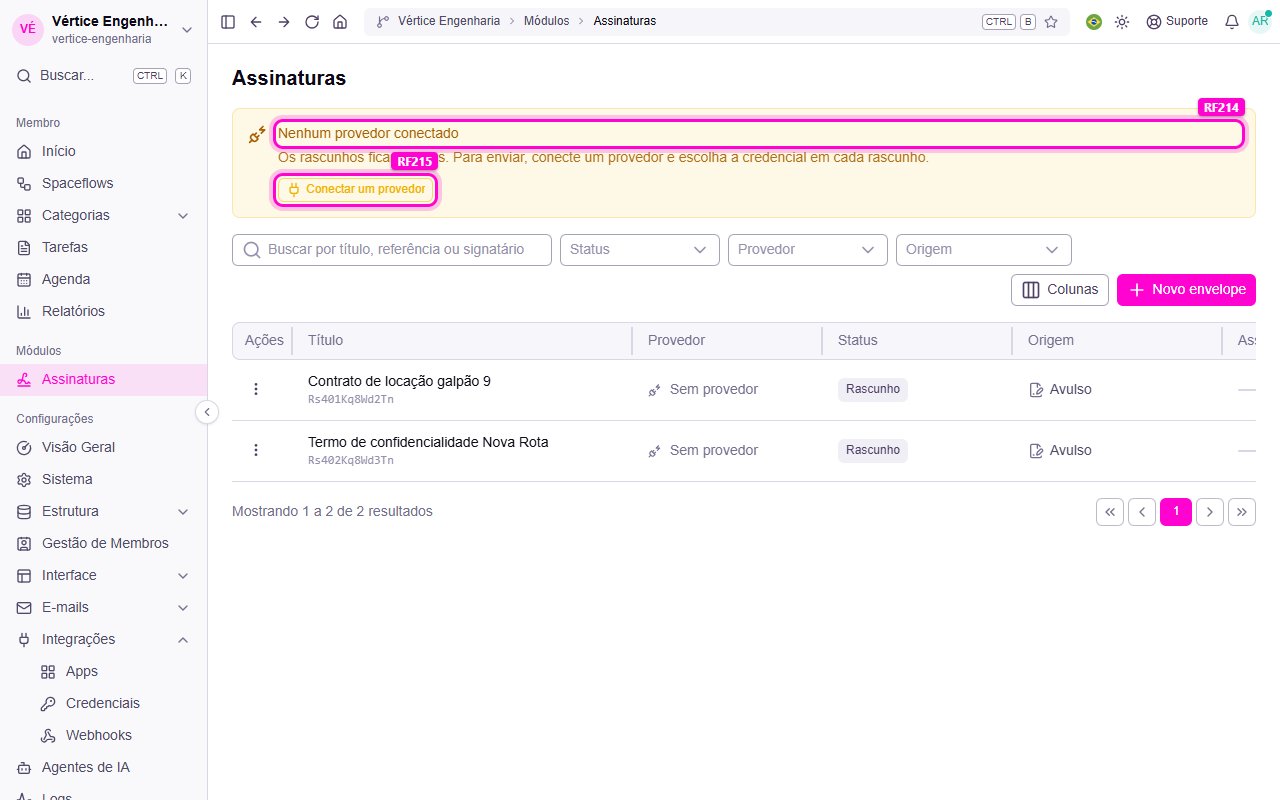 VÉ
Vértice Engenh...
vertice-engenharia
Buscar...
CTRL K
Membro
Início
Spaceflows
Categorias
Tarefas
Agenda
Relatórios
Módulos
Assinaturas
Configurações
Visão Geral
Sistema
Estrutura
Gestão de Membros
Interface
E-mails
Integrações
Apps
Credenciais
Webhooks
Agentes de IA
Logs
Vértice Engenharia > Módulos > Assinaturas
CTRL B
Suporte
AR
Assinaturas
RF214
Nenhum provedor conectado
Os rascunhos fica s. Para enviar, conecte um provedor e escolha a credencial em cada rascunho.
RF215
Conectar um provedor
Buscar por título, referência ou signatário
Status
Provedor
Origem
Colunas
Novo envelope
Ações Título Provedor Status Origem Ass
Contrato de locação galpão 9
Rs401Kq8Wd2Tn
Sem provedor Rascunho Avulso —
Termo de confidencialidade Nova Rota
Rs402Kq8Wd3Tn
Sem provedor Rascunho Avulso —
Mostrando 1 a 2 de 2 resultados
« ‹ 1 › »